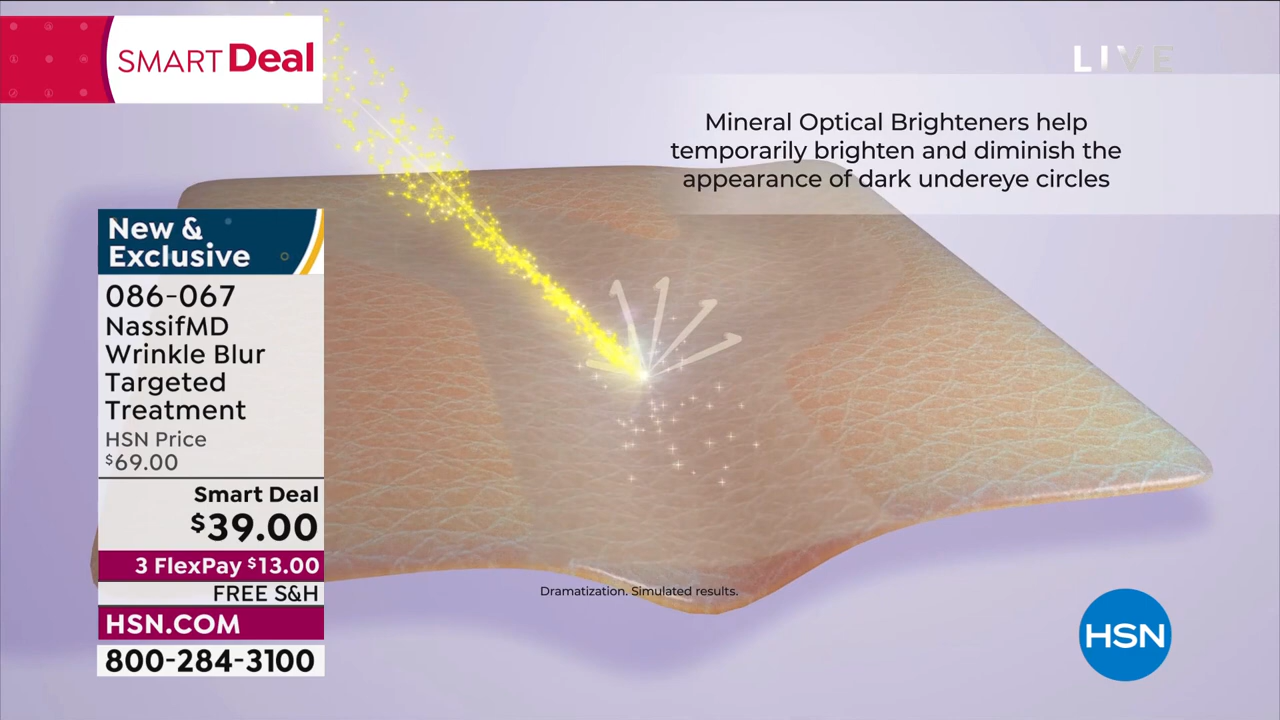 SMART Deal
LIVE
Mineral Optical Brighteners help
temporarily brighten and diminish the
appearance of dark undereye circles
New &
Exclusive
086-067
NassifMD
Wrinkle Blur
Targeted
Treatment
HSN Price
$69.00
Smart Deal
$39.00
3 FlexPay $13.00
FREE S&H
HSN.COM
800-284-3100
Dramatization. Simulated results.
HSN